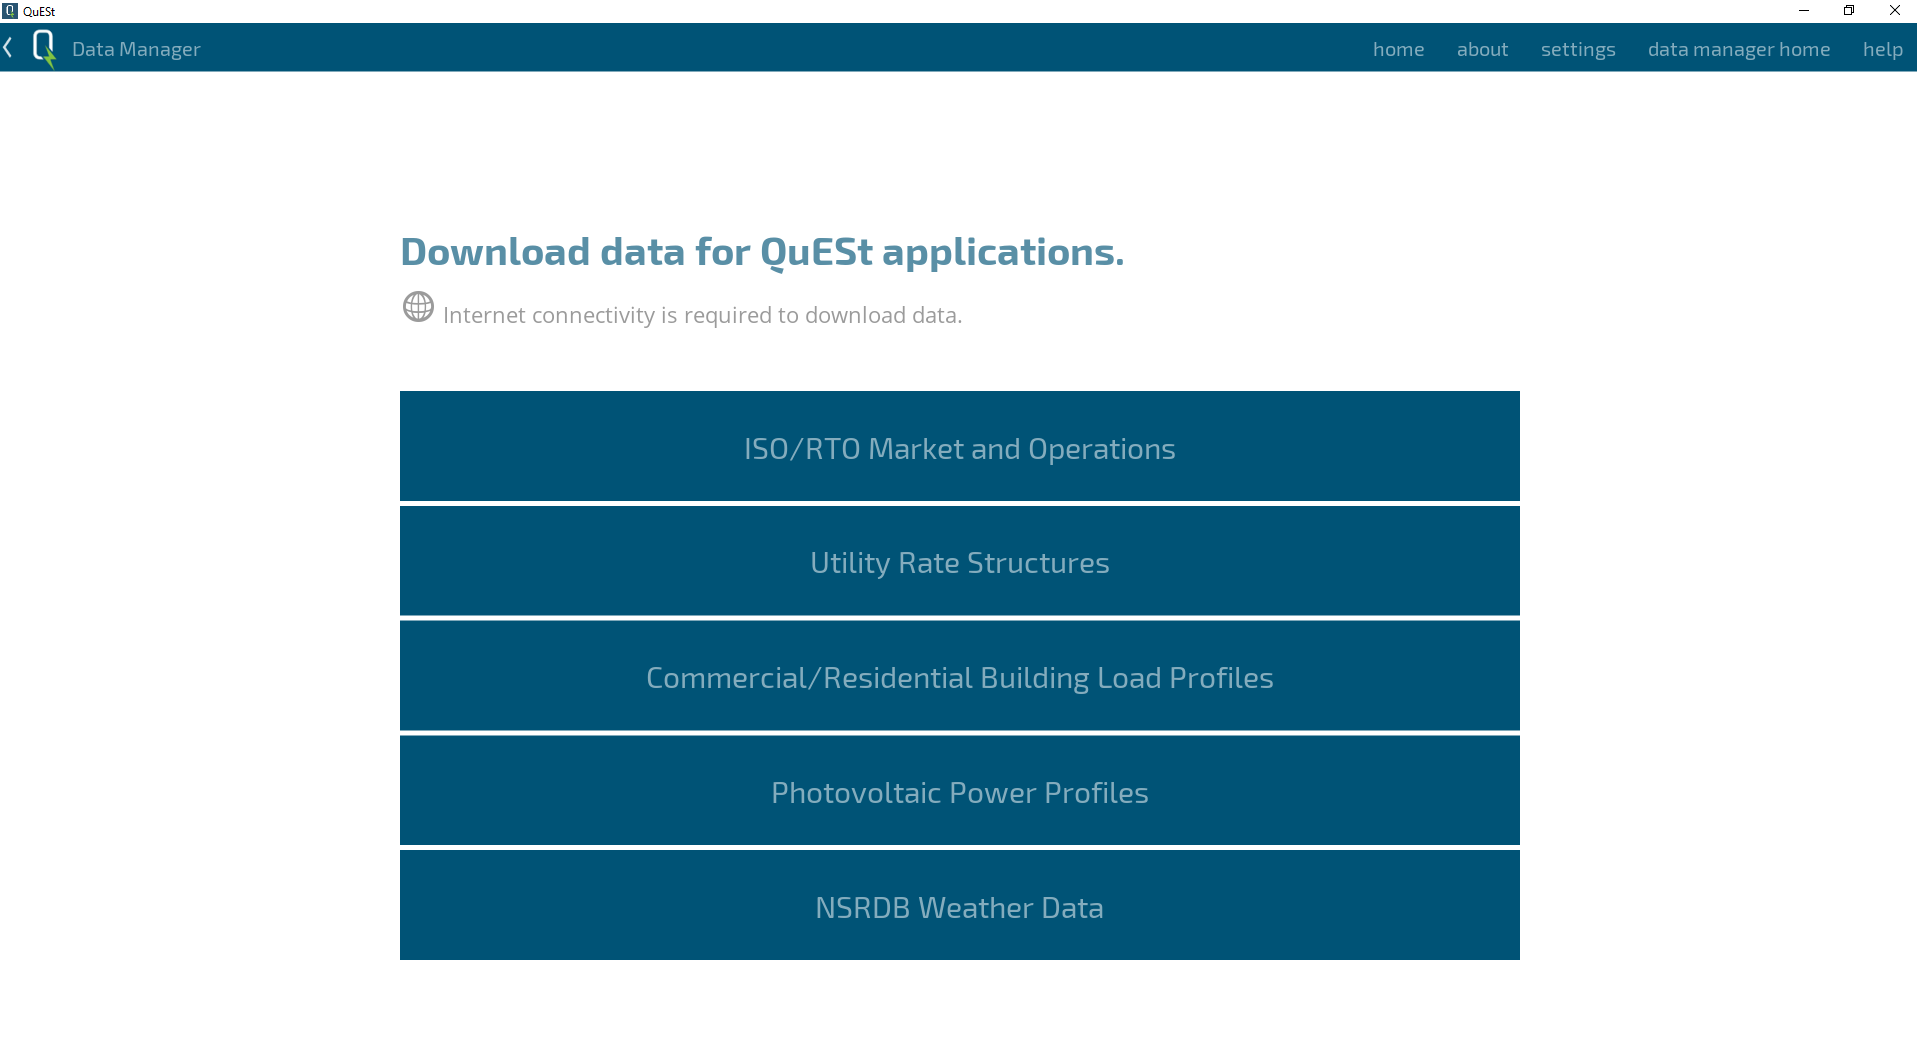 QuESt
Data Manager
home about settings data manager home help
Download data for QuESt applications.
Internet connectivity is required to download data.
ISO/RTO Market and Operations
Utility Rate Structures
Commercial/Residential Building Load Profiles
Photovoltaic Power Profiles
NSRDB Weather Data